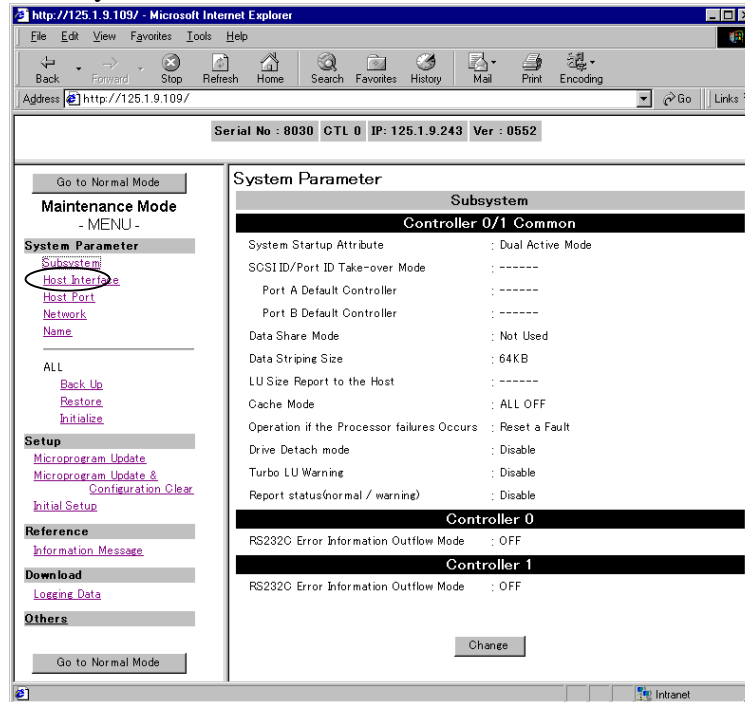 http://125.1.9.109/ - Microsoft Internet Explorer
File Edit View Favorites Tools Help
Back Forward Stop Refresh Home Search Favorites History Mail Print Encoding
Address http://125.1.9.109/ Go Links
Serial No : 8030 CTL 0 IP: 125.1.9.243 Ver : 0552
Go to Normal Mode
Maintenance Mode
- MENU -
System Parameter
Subsystem
Host Interface
Host Port
Network
Name
ALL
Back Up
Restore
Initialize
Setup
Microprogram Update
Microprogram Update &
Configuration Clear
Initial Setup
Reference
Information Message
Download
Logging Data
Others
Go to Normal Mode
System Parameter
Subsystem
Controller 0/1 Common
System Startup Attribute : Dual Active Mode
SCSI ID/Port ID Take-over Mode : ------
Port A Default Controller : ------
Port B Default Controller : ------
Data Share Mode : Not Used
Data Striping Size : 64KB
LU Size Report to the Host : ------
Cache Mode : ALL OFF
Operation if the Processor failures Occurs : Reset a Fault
Drive Detach mode : Disable
Turbo LU Warning : Disable
Report status(normal / warning) : Disable
Controller 0
RS232C Error Information Outflow Mode : OFF
Controller 1
RS232C Error Information Outflow Mode : OFF
Change
Intranet